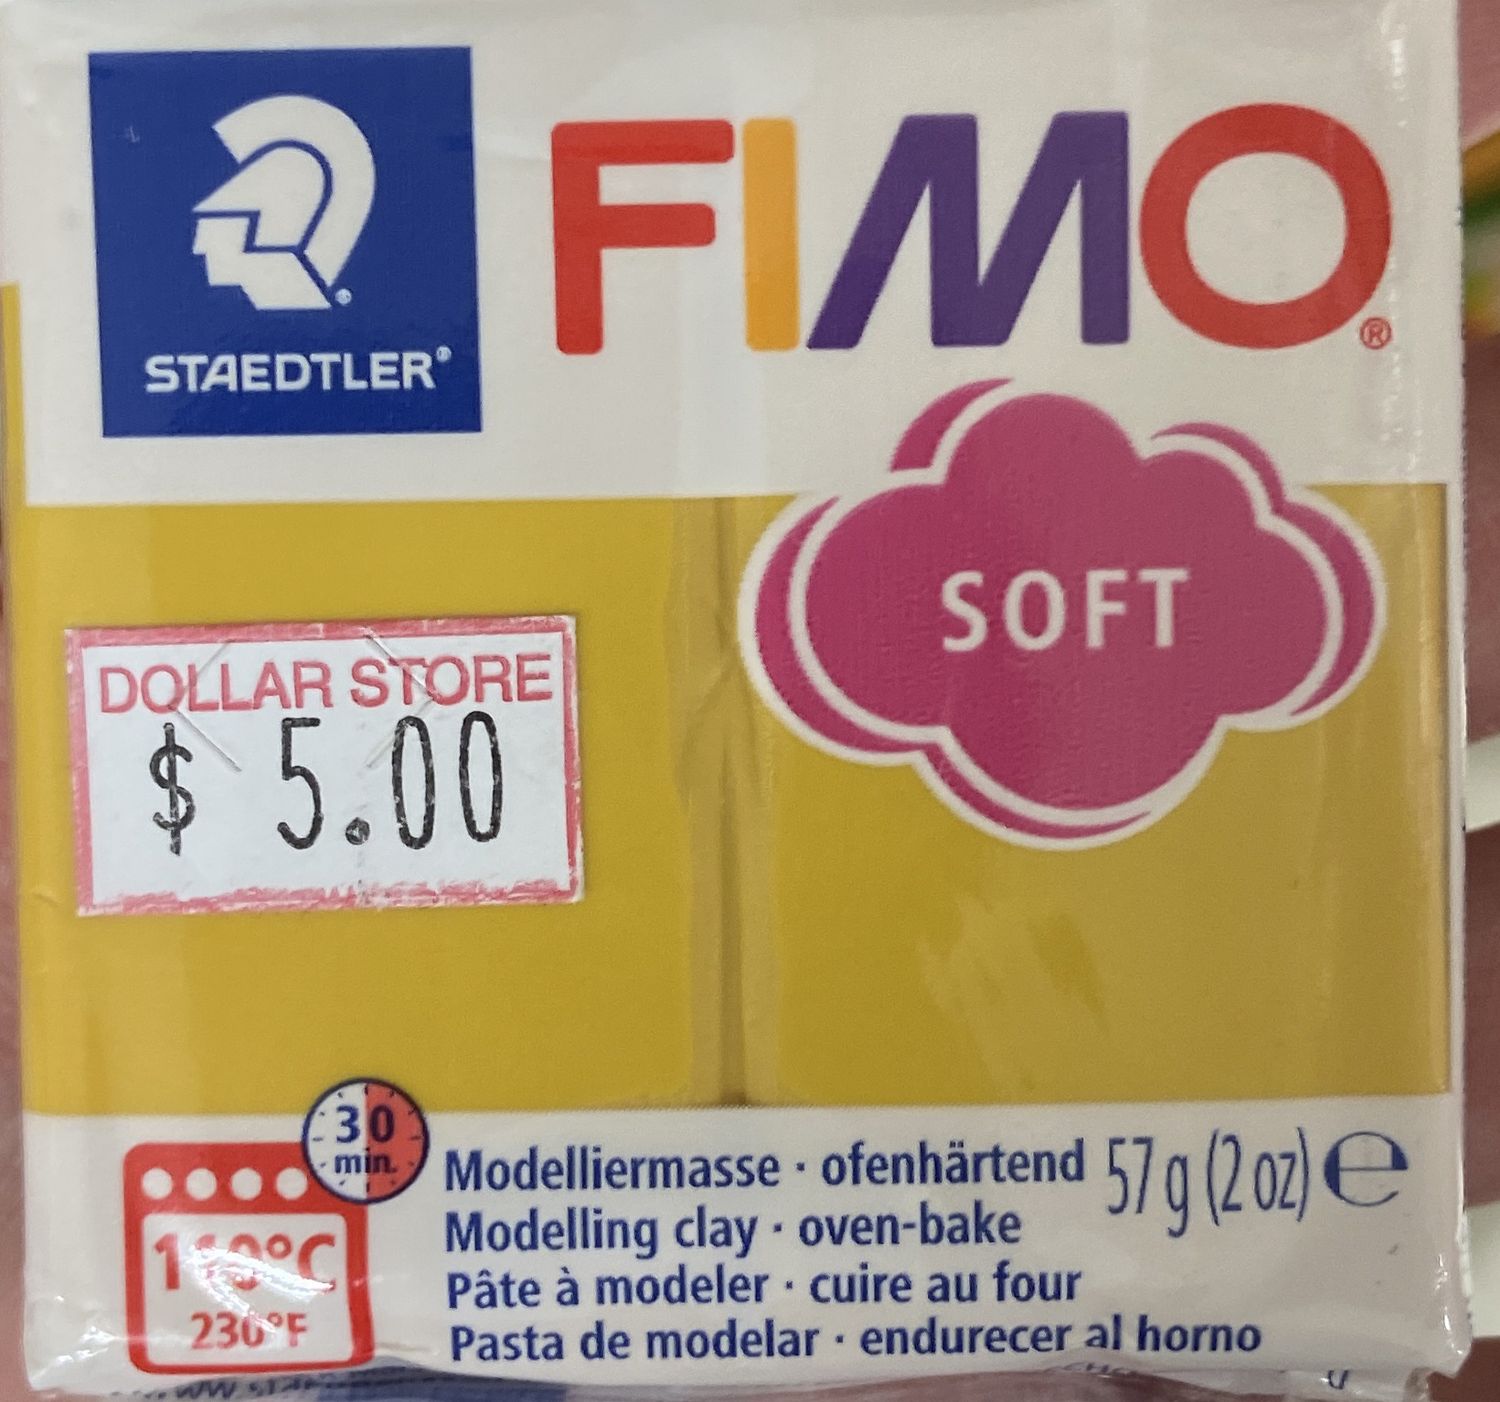 STAEDTLER®
FIMO®
SOFT
DOLLAR STORE
$ 5.00
30
min.
110°C
230°F
Modelliermasse · ofenhärtend
57 g (2 oz) ℮
Modelling clay · oven-bake
Pâte à modeler · cuire au four
Pasta de modelar · endurecer al horno